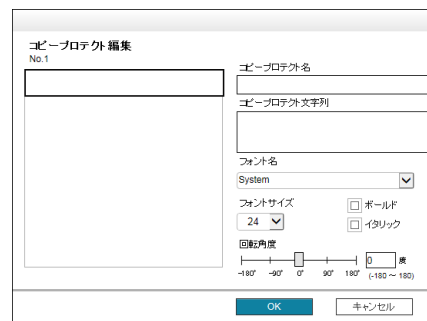 コピープロテクト編集
No.1
コピープロテクト名
コピープロテクト文字列
フォント名
System
フォントサイズ
24
ボールド
イタリック
回転角度
0 度
-180° -90° 0° 90° 180° (-180 ～ 180)
OK キャンセル